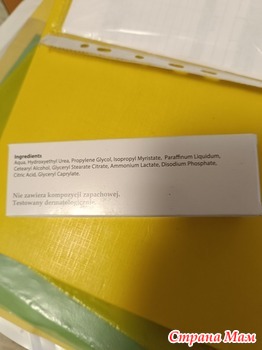 Ingredients
Aqua, Hydroxyethyl Urea, Propylene Glycol, Isopropyl Myristate, Paraffinum Liquidum,
Cetearyl Alcohol, Glyceryl Stearate Citrate, Ammonium Lactate, Disodium Phosphate,
Citric Acid, Glyceryl Caprylate.
Nie zawiera kompozycji zapachowej.
Testowany dermatologicznie.
Страна Мам